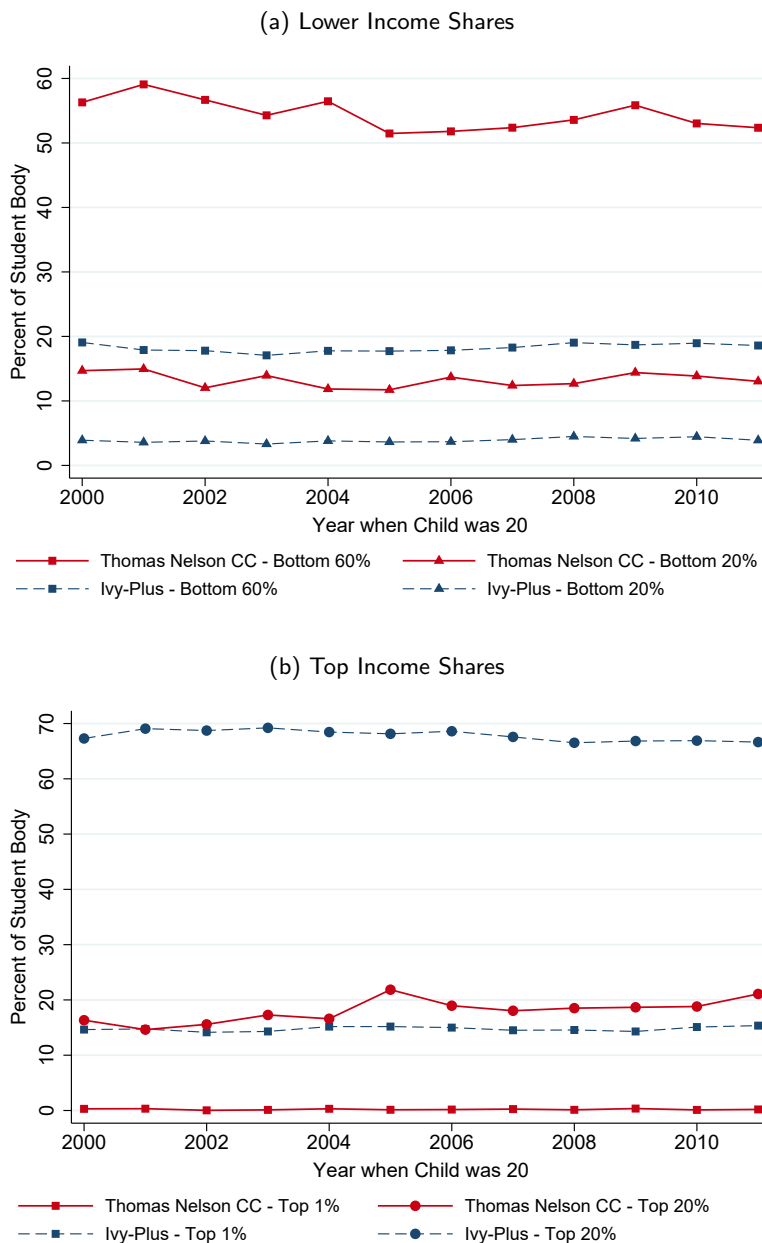 (a) Lower Income Shares
Percent of Student Body
60
50
40
30
20
10
0
2000 2002 2004 2006 2008 2010
Year when Child was 20
Thomas Nelson CC - Bottom 60% Thomas Nelson CC - Bottom 20%
Ivy-Plus - Bottom 60% Ivy-Plus - Bottom 20%
(b) Top Income Shares
Percent of Student Body
70
60
50
40
30
20
10
0
2000 2002 2004 2006 2008 2010
Year when Child was 20
Thomas Nelson CC - Top 1% Thomas Nelson CC - Top 20%
Ivy-Plus - Top 1% Ivy-Plus - Top 20%